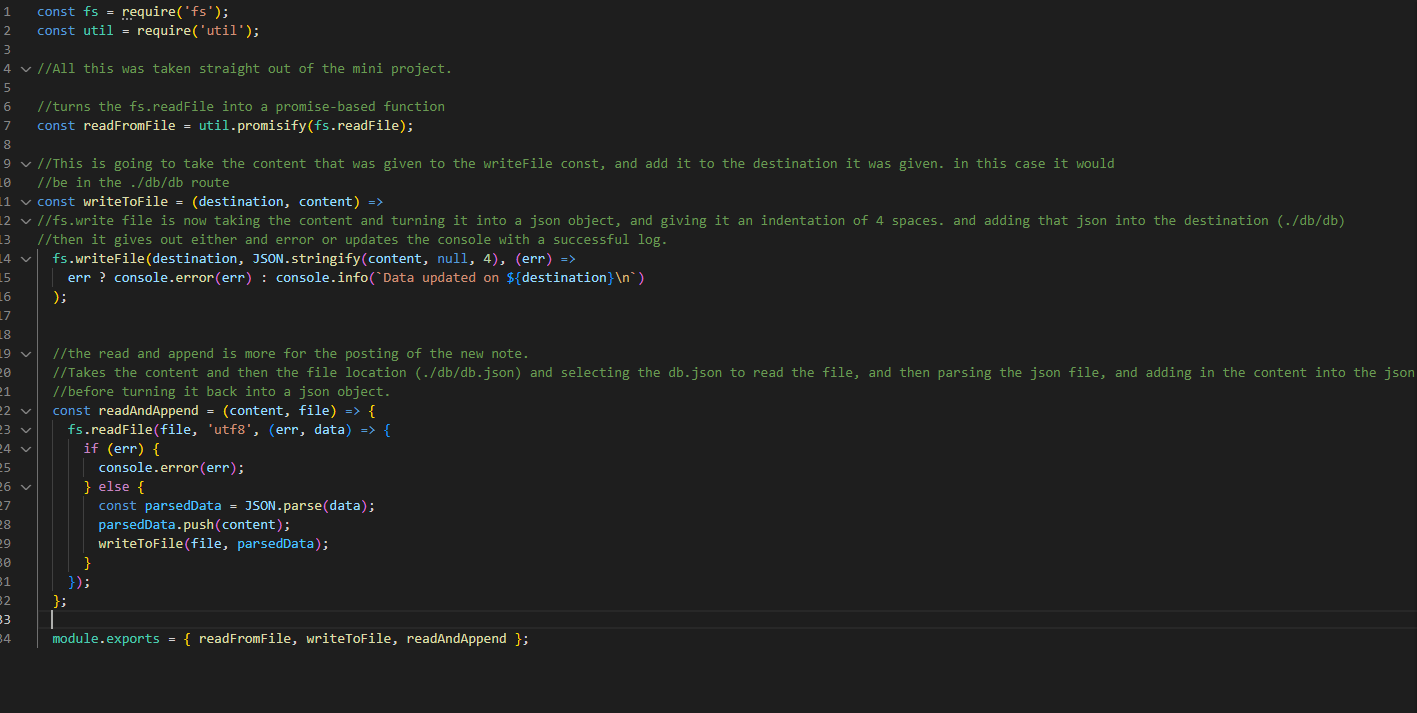 1 const fs = require('fs');
2 const util = require('util');
3
4 //All this was taken straight out of the mini project.
5
6 //turns the fs.readFile into a promise-based function
7 const readFromFile = util.promisify(fs.readFile);
8
9 //This is going to take the content that was given to the writeFile const, and add it to the destination it was given. in this case it would
10 //be in the ./db/db route
11 const writeToFile = (destination, content) =>
12 //fs.write file is now taking the content and turning it into a json object, and giving it an indentation of 4 spaces. and adding that json into the destination (./db/db)
13 //then it gives out either and error or updates the console with a successful log.
14 fs.writeFile(destination, JSON.stringify(content, null, 4), (err) =>
15 err ? console.error(err) : console.info(`Data updated on ${destination}\n`)
16 );
17
18
19 //the read and append is more for the posting of the new note.
20 //Takes the content and then the file location (./db/db.json) and selecting the db.json to read the file, and then parsing the json file, and adding in the content into the json
21 //before turning it back into a json object.
22 const readAndAppend = (content, file) => {
23 fs.readFile(file, 'utf8', (err, data) => {
24 if (err) {
25 console.error(err);
26 } else {
27 const parsedData = JSON.parse(data);
28 parsedData.push(content);
29 writeToFile(file, parsedData);
30 }
31 });
32 };
33
34 module.exports = { readFromFile, writeToFile, readAndAppend };